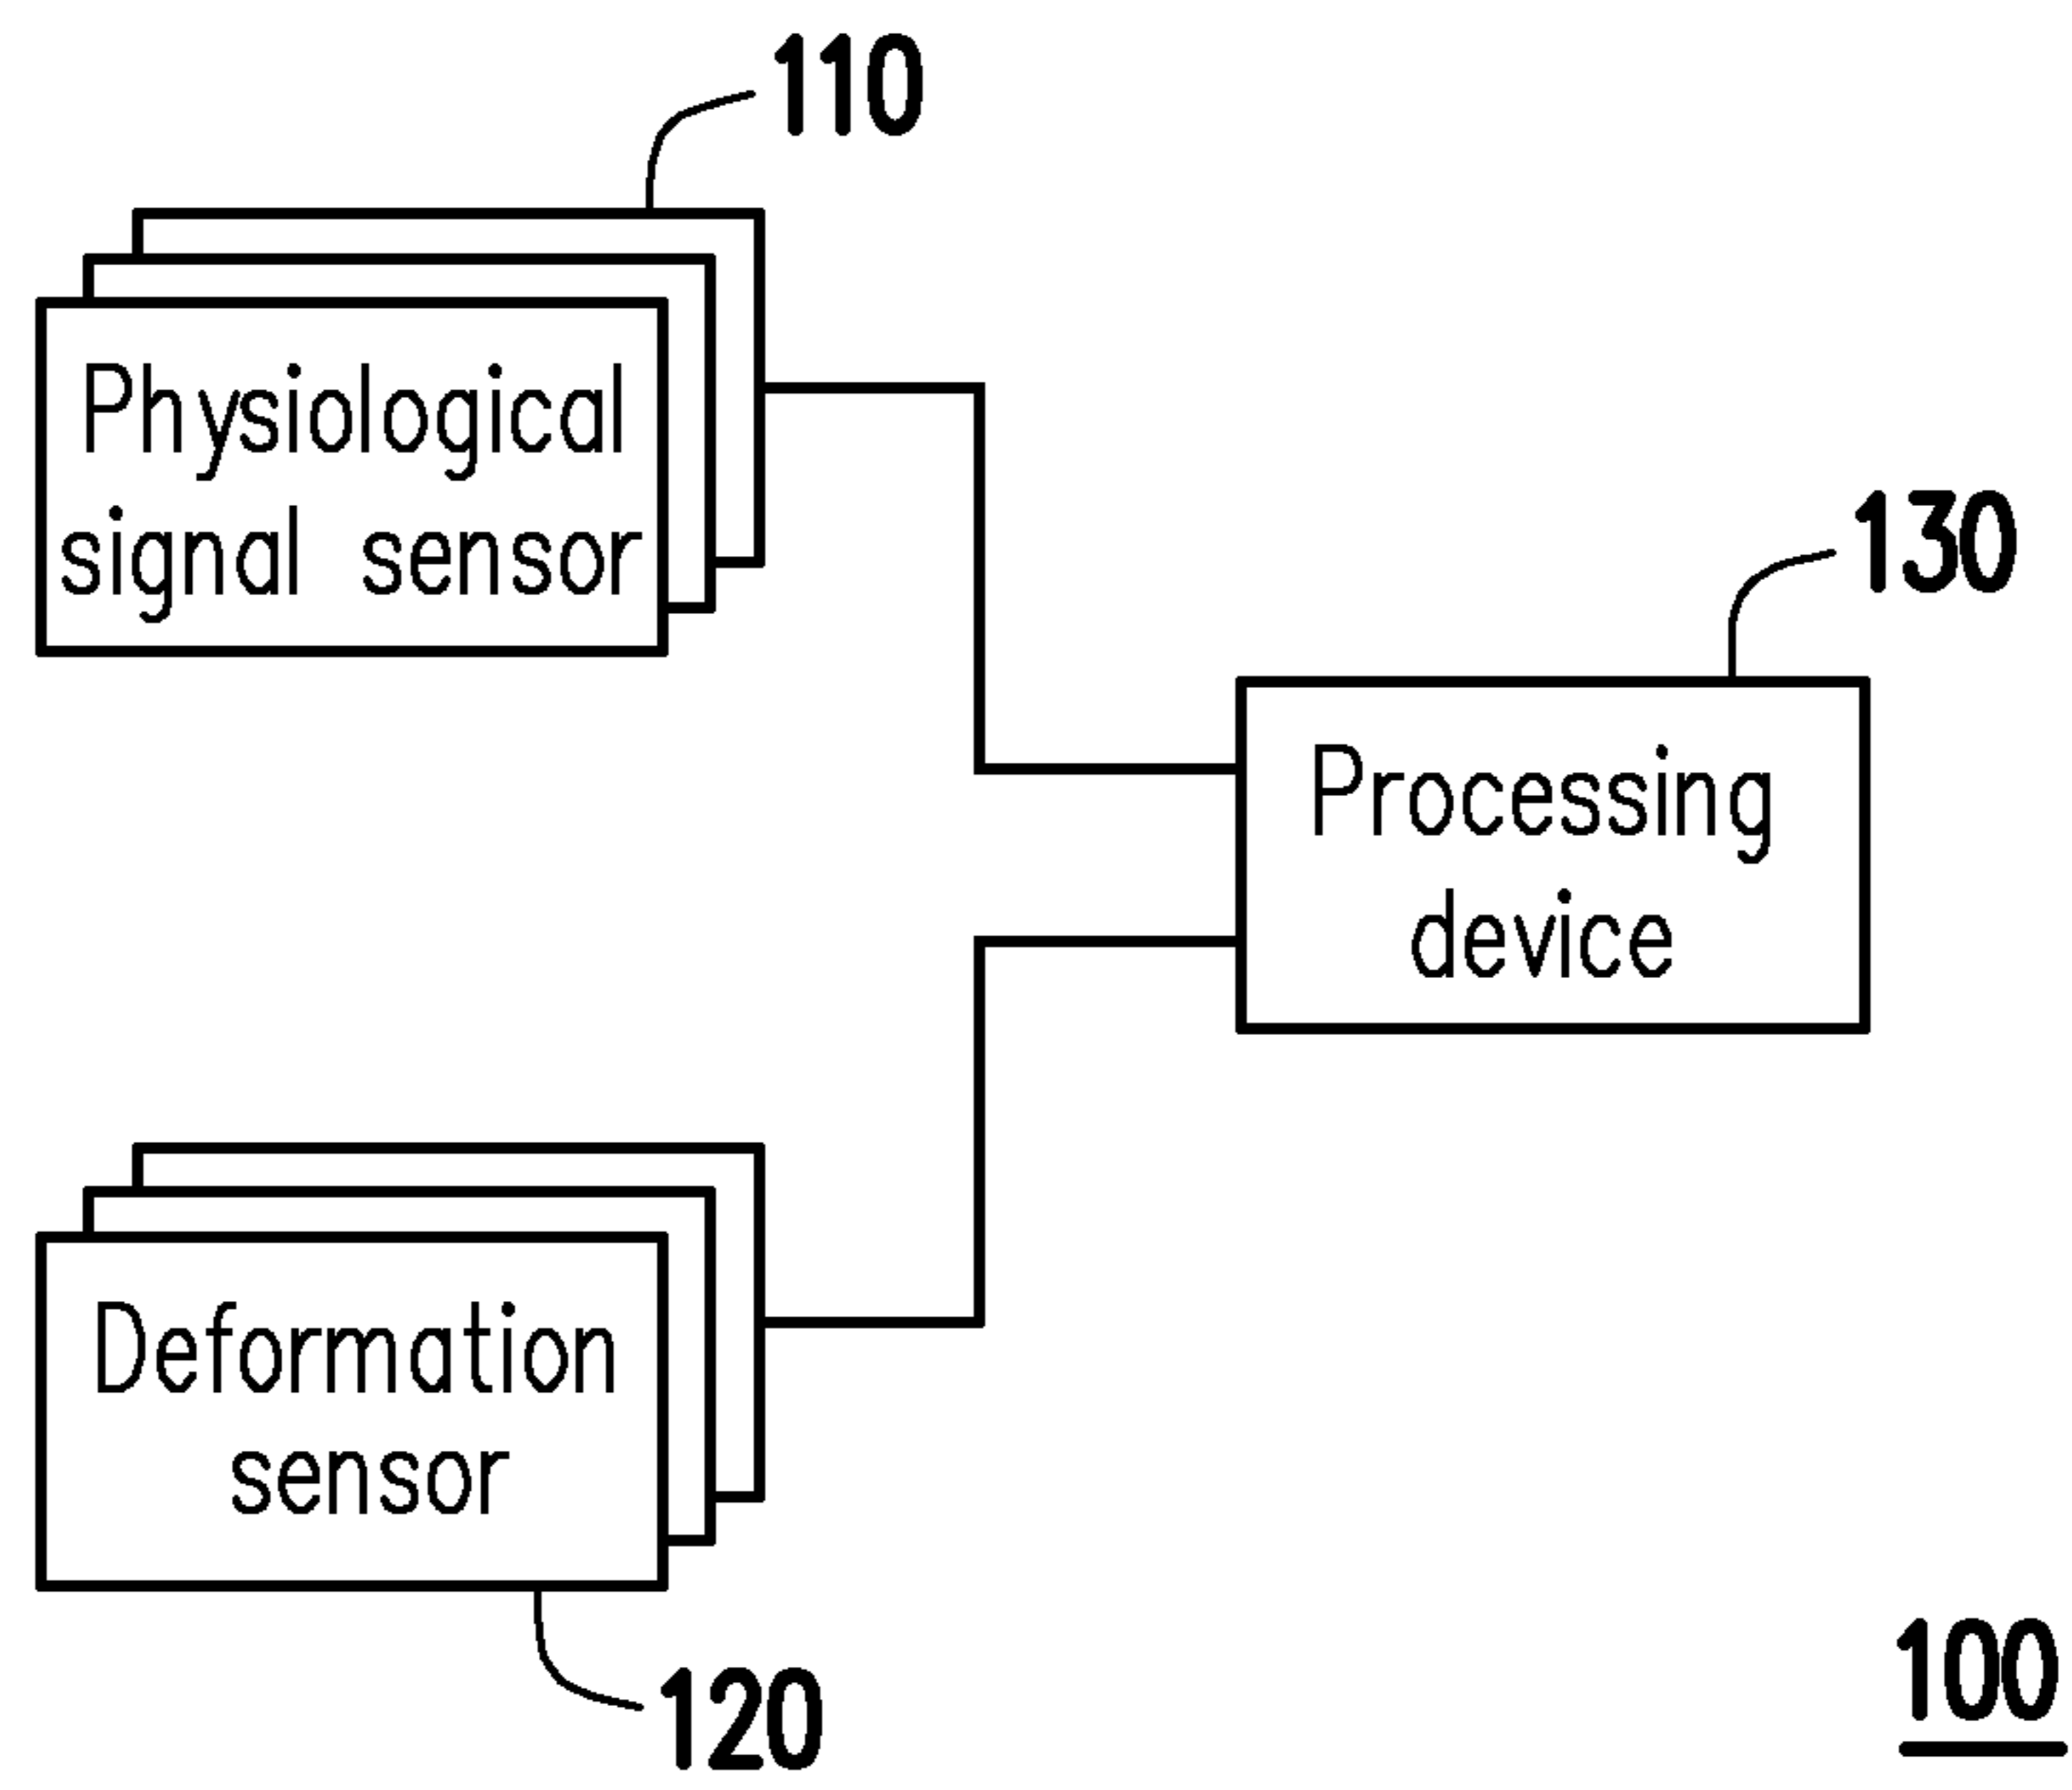 110
Physiological
signal sensor
130
Processing
device
Deformation
sensor
120
100